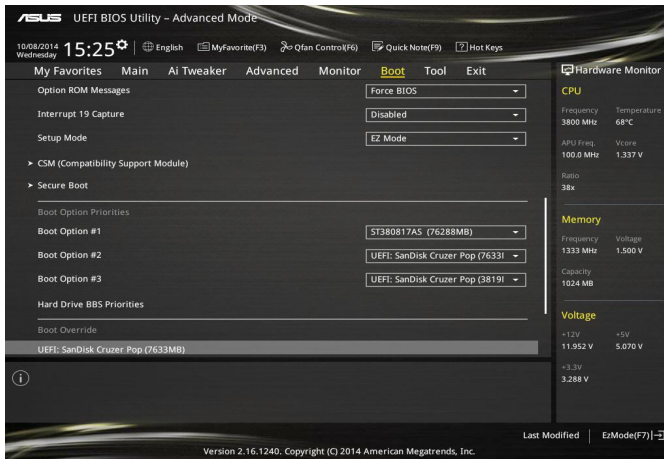 ASUS UEFI BIOS Utility – Advanced Mode
10/08/2014
Wednesday
15:25
English
MyFavorite(F3)
Qfan Control(F6)
Quick Note(F9)
? Hot Keys
My Favorites
Main
Ai Tweaker
Advanced
Monitor
Boot
Tool
Exit
Option ROM Messages
Force BIOS
Interrupt 19 Capture
Disabled
Setup Mode
EZ Mode
> CSM (Compatibility Support Module)
> Secure Boot
Boot Option Priorities
Boot Option #1
ST380817AS (76288MB)
Boot Option #2
UEFI: SanDisk Cruzer Pop (7633
Boot Option #3
UEFI: SanDisk Cruzer Pop (3819
Hard Drive BBS Priorities
Boot Override
UEFI: SanDisk Cruzer Pop (7633MB)
Hardware Monitor
CPU
Frequency Temperature
3800 MHz 68°C
APU Freq. Vcore
100.0 MHz 1.337 V
Ratio
38x
Memory
Frequency Voltage
1333 MHz 1.500 V
Capacity
1024 MB
Voltage
+12V +5V
11.952 V 5.070 V
+3.3V
3.288 V
Last Modified
EzMode(F7)
Version 2.16.1240. Copyright (C) 2014 American Megatrends, Inc.